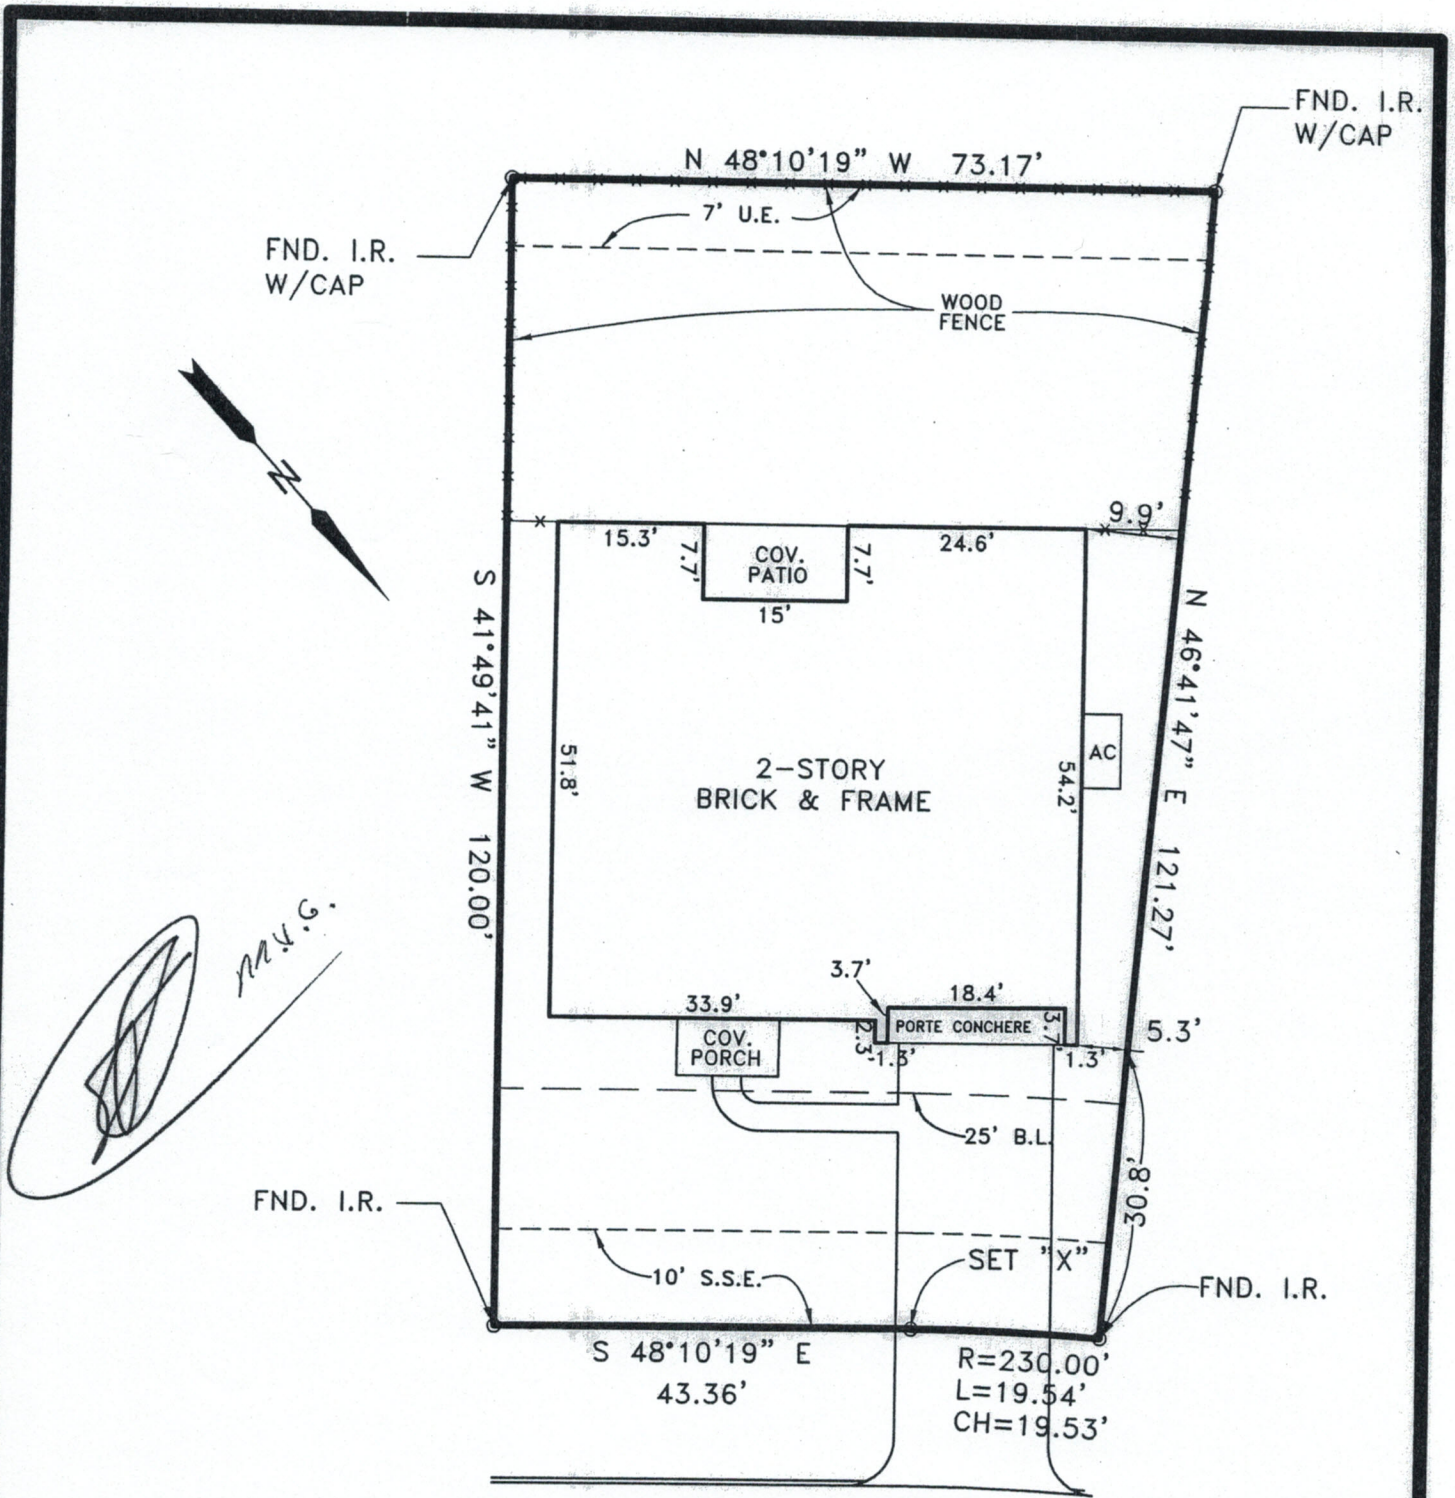 FND. I.R.
W/CAP
N 48°10'19" W 73.17'
7' U.E.
FND. I.R.
W/CAP
WOOD
FENCE
N
9.9'
15.3'
7.7'
COV.
PATIO
7.7'
24.6'
15'
S 41°49'41" W 120.00'
N 46°41'47" E 121.27'
51.8'
2-STORY
BRICK & FRAME
54.2'
AC
3.7'
18.4'
33.9'
COV.
PORCH
2.3'
PORTE CONCHERE
3.7'
1.3'
1.3'
5.3'
25' B.L.
30.8'
FND. I.R.
SET "X"
10' S.S.E.
FND. I.R.
S 48°10'19" E
43.36'
R=230.00'
L=19.54'
CH=19.53'